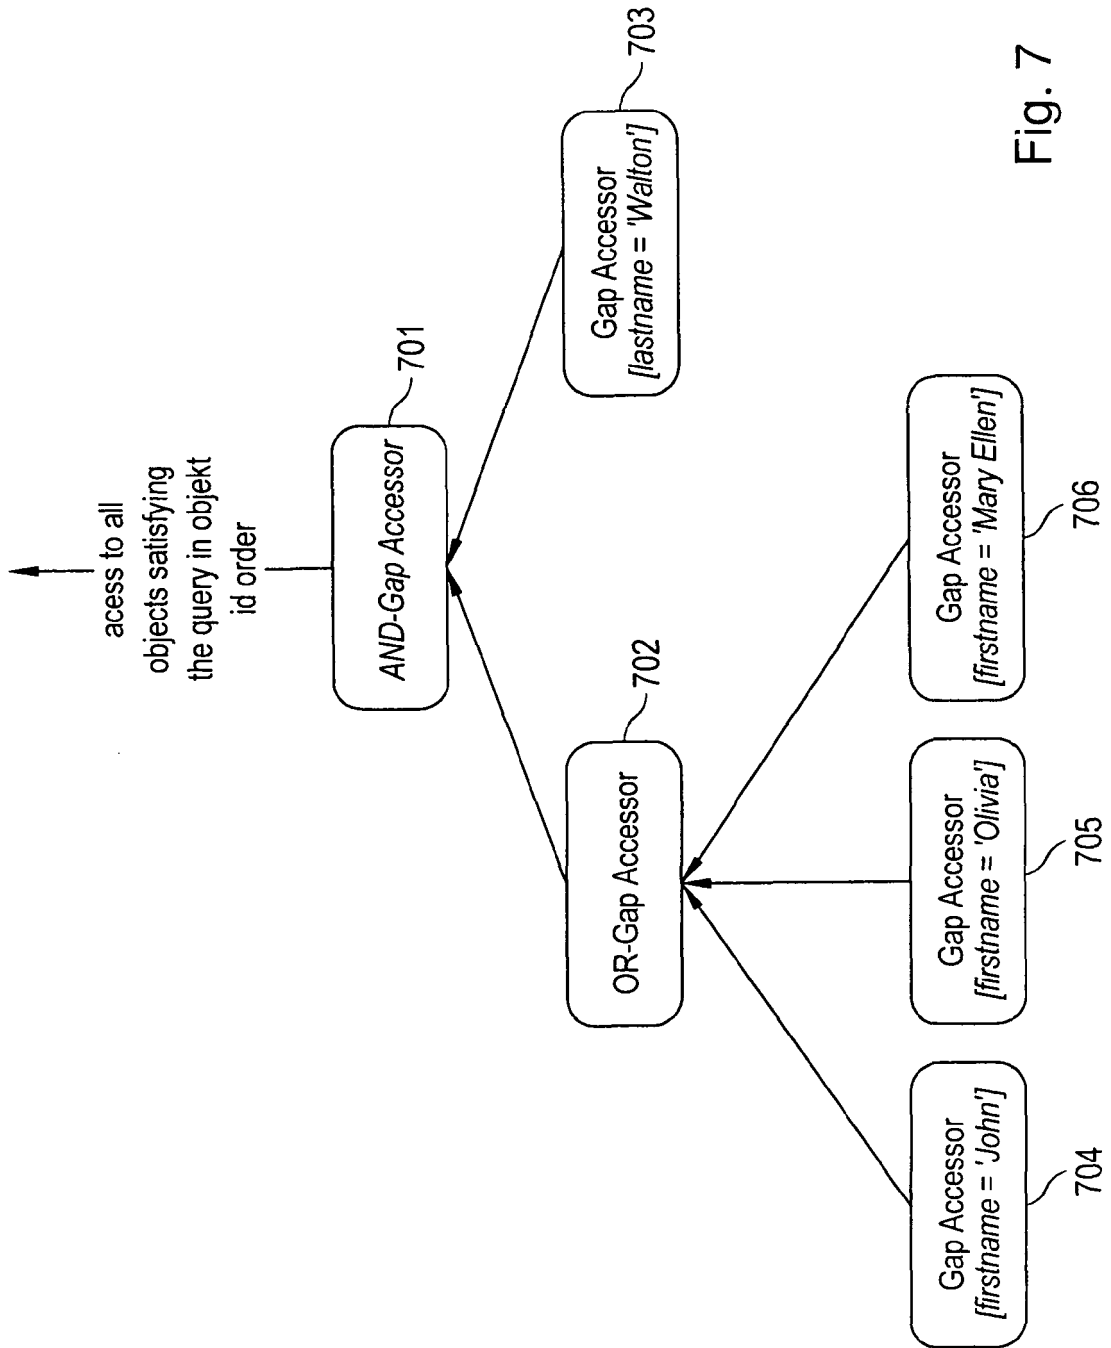 acess to all
objects satisfying
the query in objekt
id order
AND-Gap Accessor
701
OR-Gap Accessor
702
Gap Accessor
[lastname = 'Walton']
703
Gap Accessor
[firstname = 'John']
704
Gap Accessor
[firstname = 'Olivia']
705
Gap Accessor
[firstname = 'Mary Ellen']
706
Fig. 7